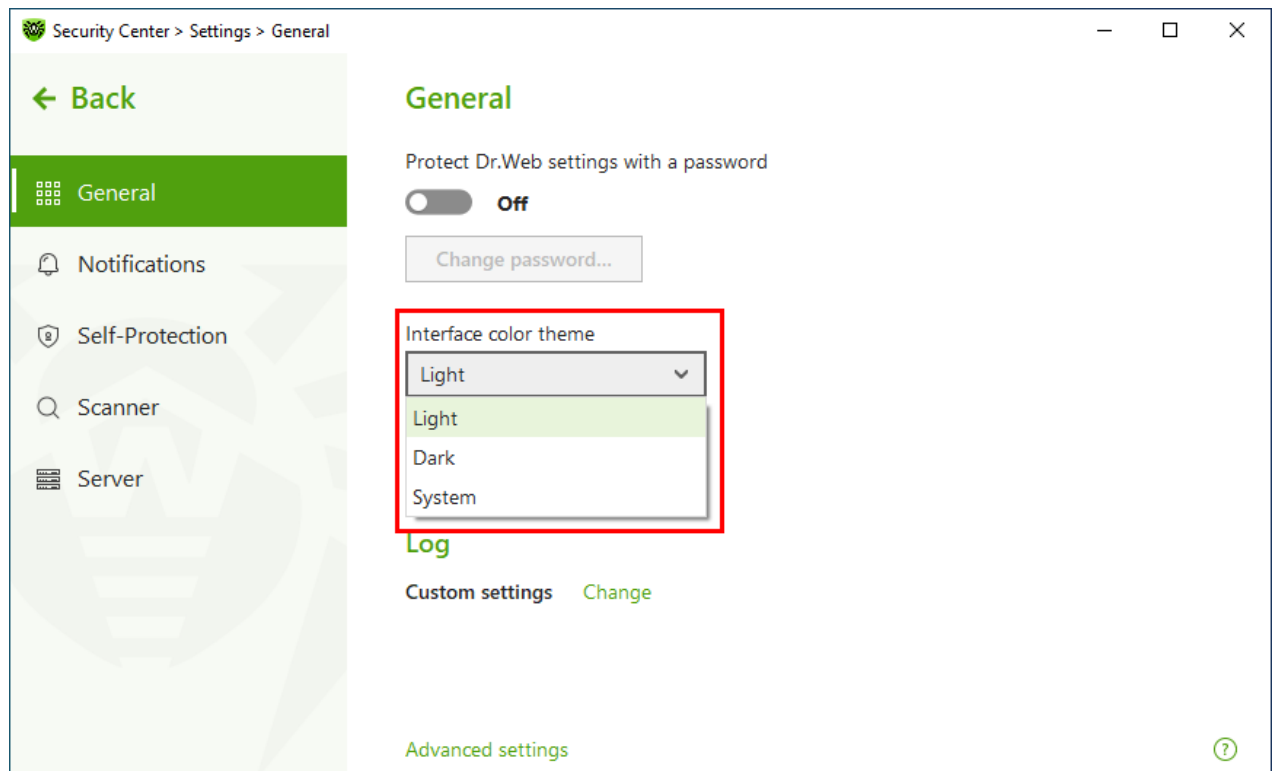 Security Center > Settings > General
Back
General
Notifications
Self-Protection
Scanner
Server
General
Protect Dr.Web settings with a password
Off
Change password...
Interface color theme
Light
Light
Dark
System
Log
Custom settings Change
Advanced settings
?